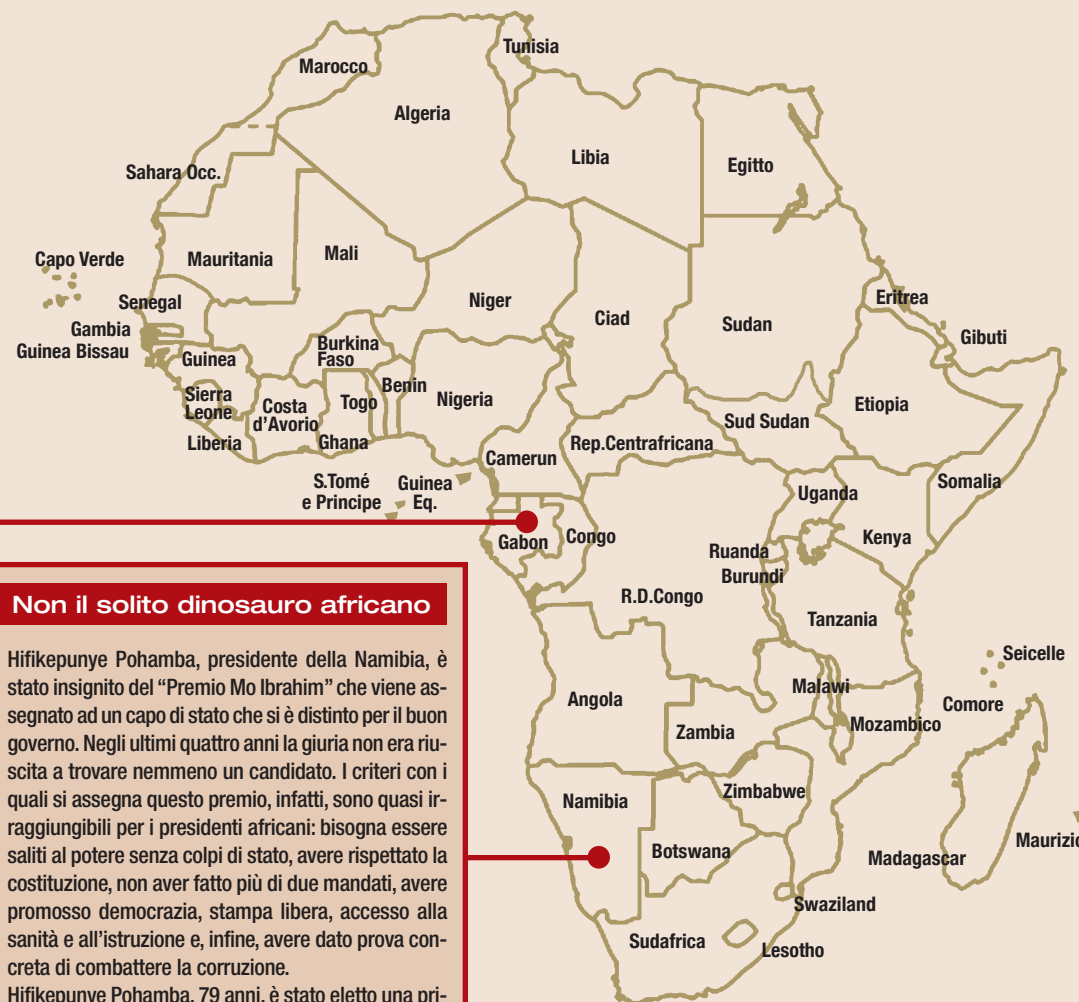 Tunisia
Marocco
Algeria
Libia
Egitto
Sahara Occ.
Capo Verde
Mauritania
Mali
Niger
Ciad
Sudan
Eritrea
Senegal
Gambia
Guinea Bissau
Gibuti
Guinea
Burkina
Faso
Benin
Nigeria
Sierra
Leone
Costa
d'Avorio
Togo
Etiopia
Sud Sudan
Liberia
Ghana
Camerun
Rep.Centrafricana
S.Tomé
e Principe
Guinea
Eq.
Uganda
Somalia
Gabon
Congo
Kenya
Ruanda
Burundi
R.D.Congo
Tanzania
Seicelle
Angola
Malawi
Comore
Zambia
Mozambico
Namibia
Zimbabwe
Botswana
Madagascar
Swaziland
Sudafrica
Lesotho
Non il solito dinosauro africano
Hifikepunye Pohamba, presidente della Namibia, è
stato insignito del “Premio Mo Ibrahim” che viene as-
segnato ad un capo di stato che si è distinto per il buon
governo. Negli ultimi quattro anni la giuria non era riu-
scita a trovare nemmeno un candidato. I criteri con i
quali si assegna questo premio, infatti, sono quasi ir-
raggiungibili per i presidenti africani: bisogna essere
saliti al potere senza colpi di stato, avere rispettato la
costituzione, non aver fatto più di due mandati, avere
promosso democrazia, stampa libera, accesso alla
sanità e all'istruzione e, infine, avere dato prova con-
creta di combattere la corruzione.
Hifikepunye Pohamba, 79 anni, è stato eletto una pri-